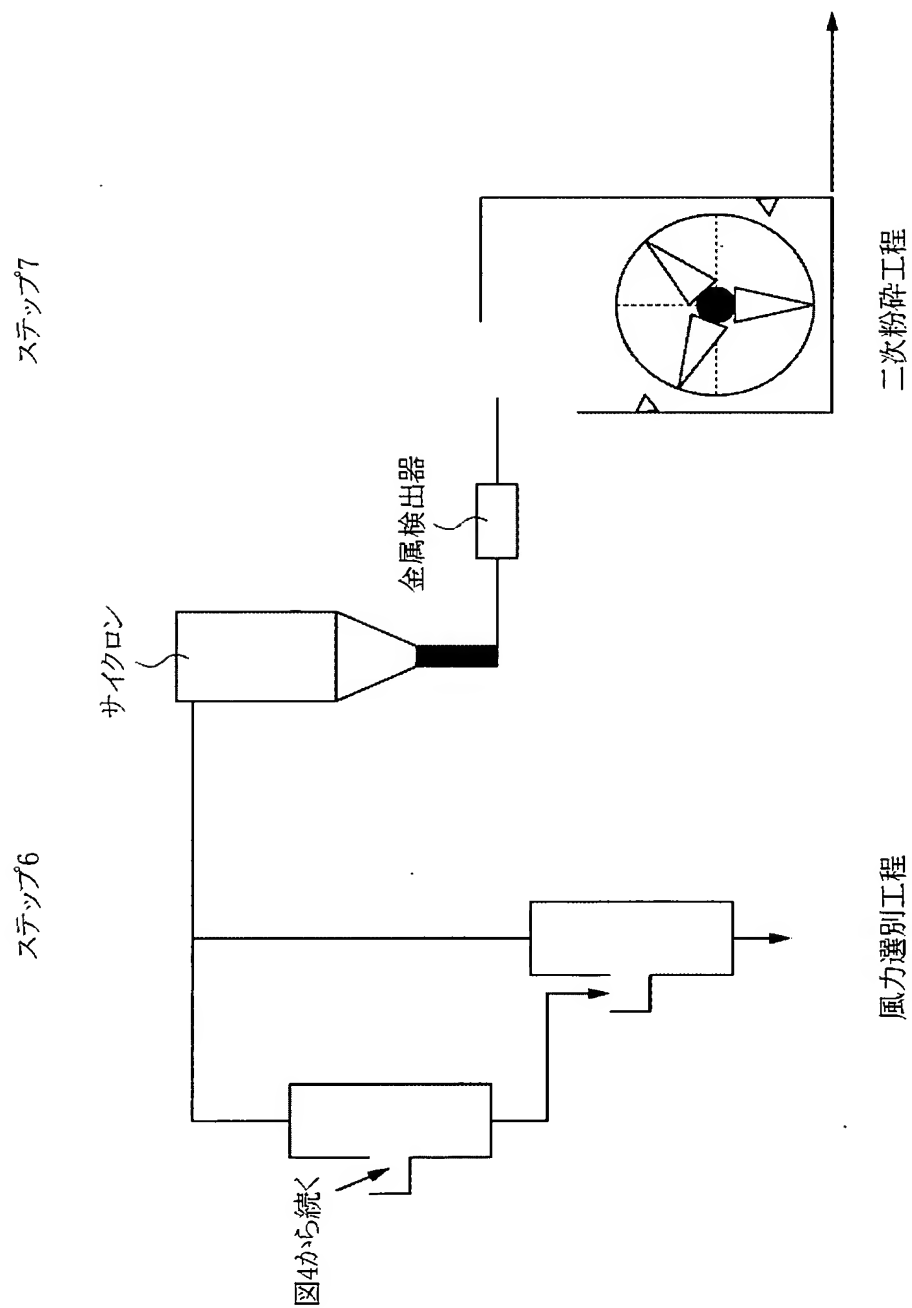 ステップ6
ステップ7
サイクロン
金属検出器
図4から続く
風力選別工程
二次粉砕工程